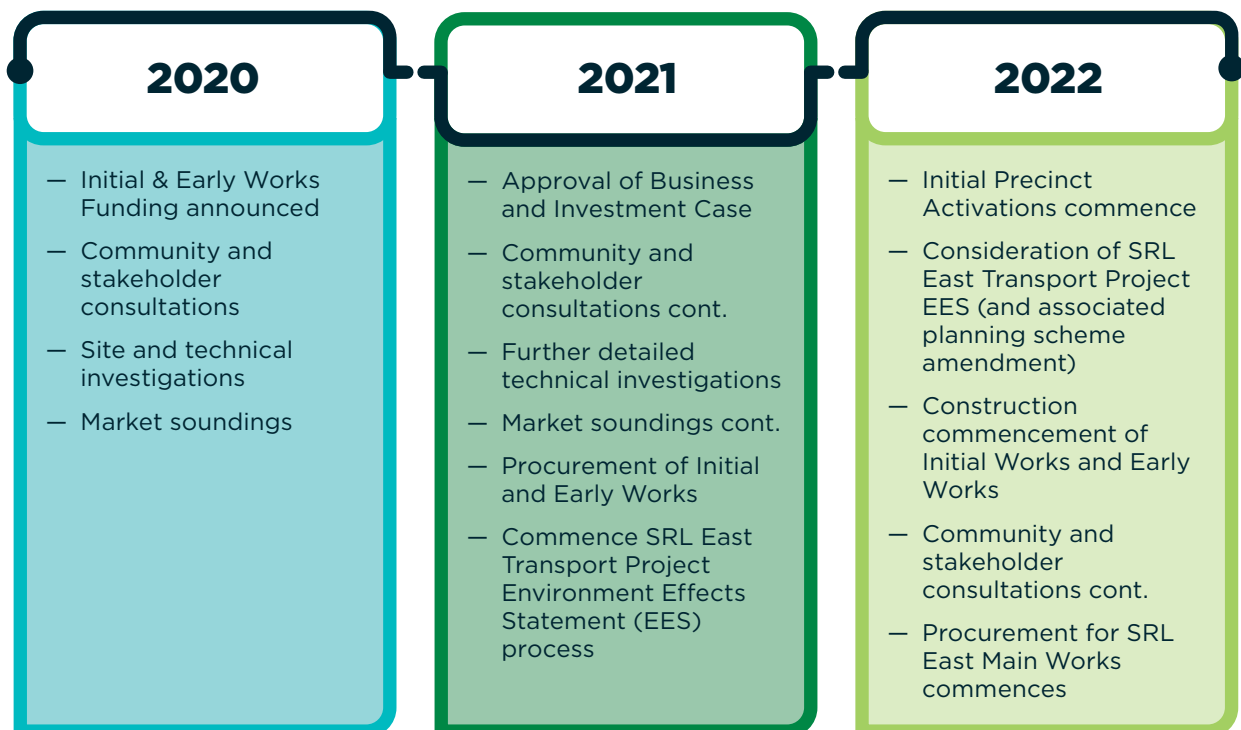 2020
— Initial & Early Works
Funding announced
— Community and
stakeholder
consultations
— Site and technical
investigations
— Market soundings
2021
— Approval of Business
and Investment Case
— Community and
stakeholder
consultations cont.
— Further detailed
technical investigations
— Market soundings cont.
— Procurement of Initial
and Early Works
— Commence SRL East
Transport Project
Environment Effects
Statement (EES)
process
2022
— Initial Precinct
Activations commence
— Consideration of SRL
East Transport Project
EES (and associated
planning scheme
amendment)
— Construction
commencement of
Initial Works and Early
Works
— Community and
stakeholder
consultations cont.
— Procurement for SRL
East Main Works
commences